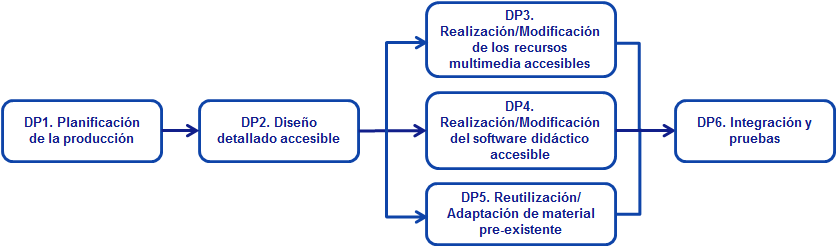 DP1. Planificación
de la producción
DP2. Diseño
detallado accesible
DP3.
Realización/Modificación
de los recursos
multimedia accesibles
DP4.
Realización/Modificación
del software didáctico
accesible
DP5. Reutilización/
Adaptación de material
pre-existente
DP6. Integración y
pruebas